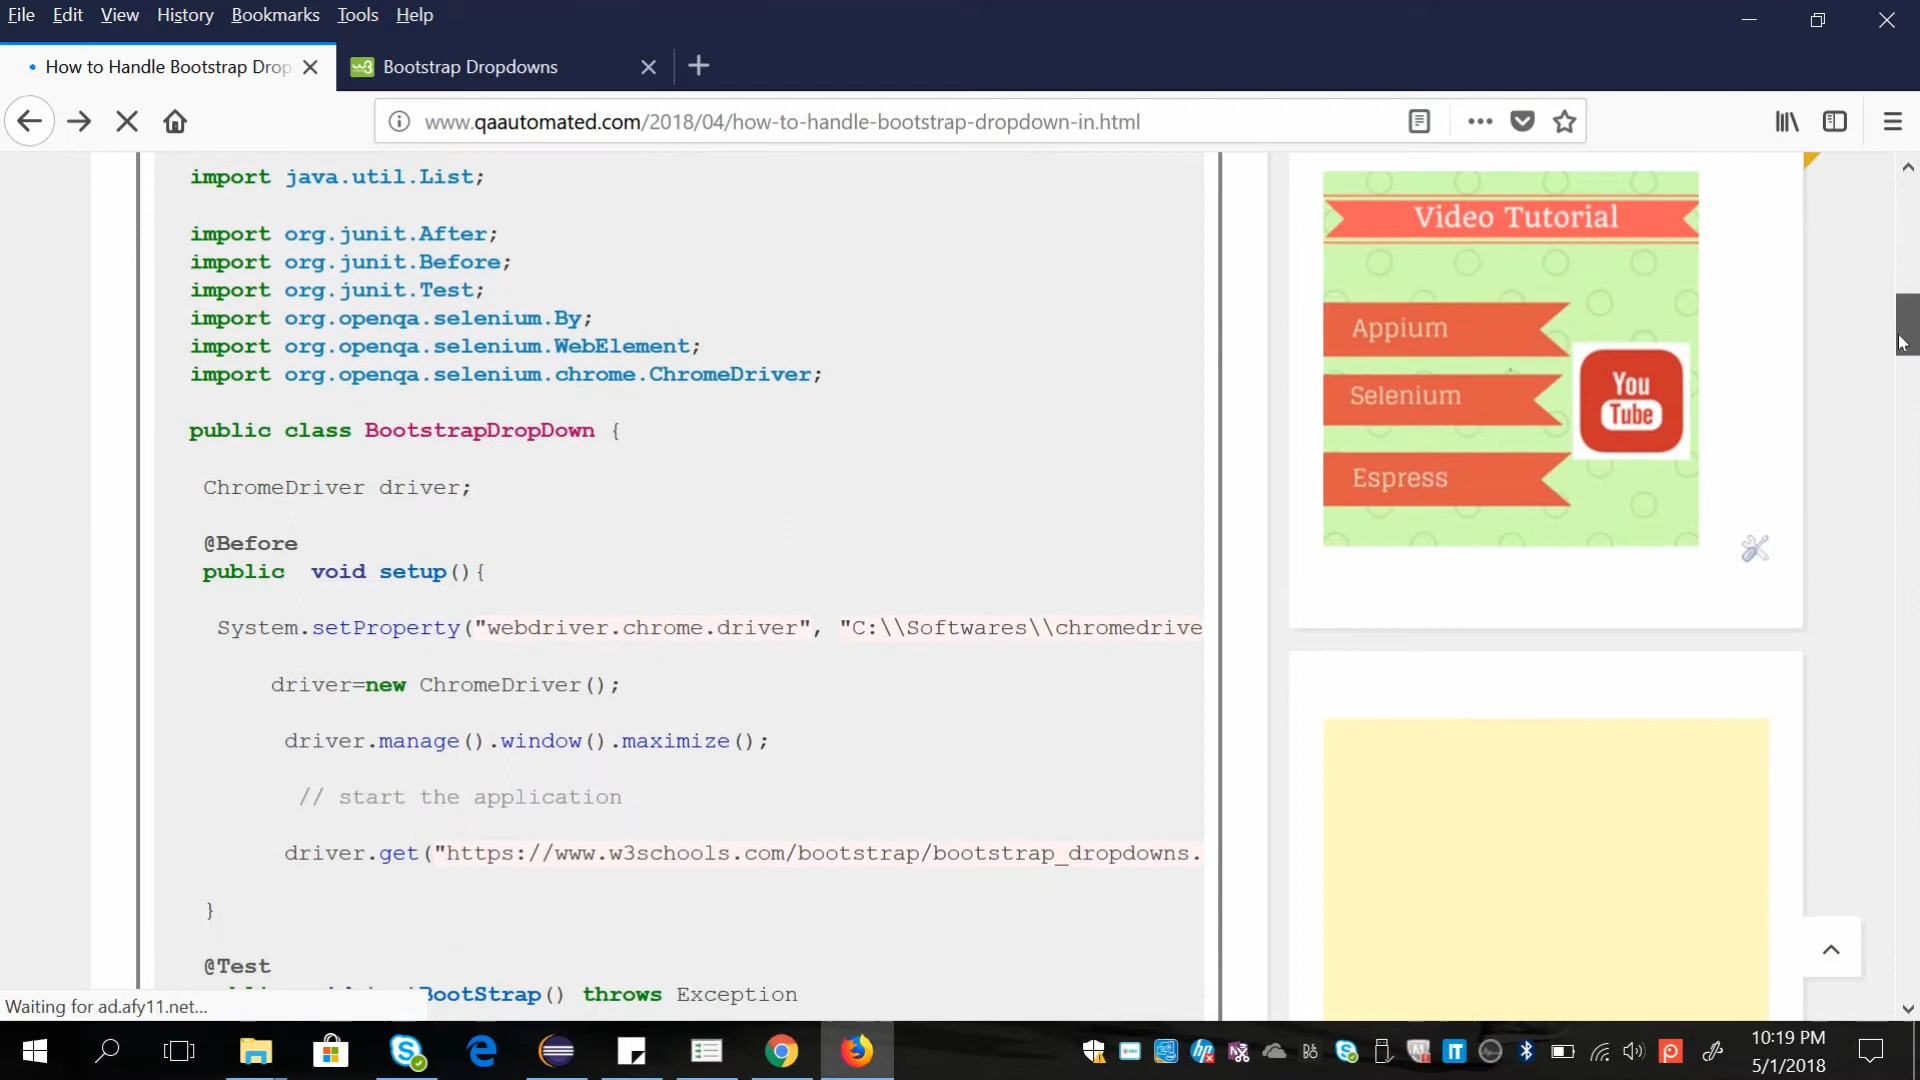 File Edit View History Bookmarks Tools Help
How to Handle Bootstrap Drop
Bootstrap Dropdowns
www.qaautomated.com/2018/04/how-to-handle-bootstrap-dropdown-in.html
import java.util.List;
import org.junit.After;
import org.junit.Before;
import org.junit.Test;
import org.openqa.selenium.By;
import org.openqa.selenium.WebElement;
import org.openqa.selenium.chrome.ChromeDriver;
public class BootstrapDropDown {
ChromeDriver driver;
@Before
public void setup(){
System.setProperty("webdriver.chrome.driver", "C:\\Softwares\\chromedrive
driver=new ChromeDriver();
driver.manage().window().maximize();
// start the application
driver.get("https://www.w3schools.com/bootstrap/bootstrap_dropdowns.
}
@Test
BootStrap() throws Exception
Video Tutorial
Appium
Selenium
Espress
You
Tube
Waiting for ad.afy11.net...
10:19 PM
5/1/2018